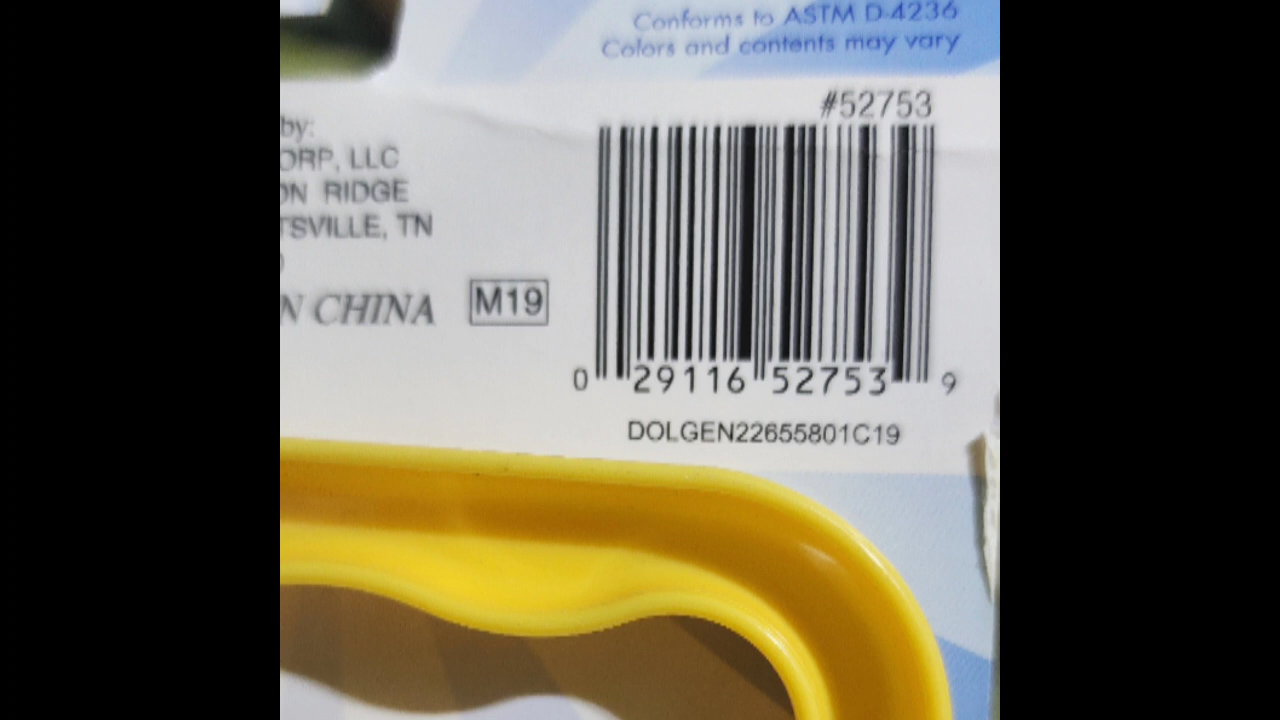 Conforms to ASTM D-4236
Colors and contents may vary
#52753
by:
ORP, LLC
ON RIDGE
TSVILLE, TN
N CHINA
M19
0 29116 52753 9
DOLGEN22655801C19